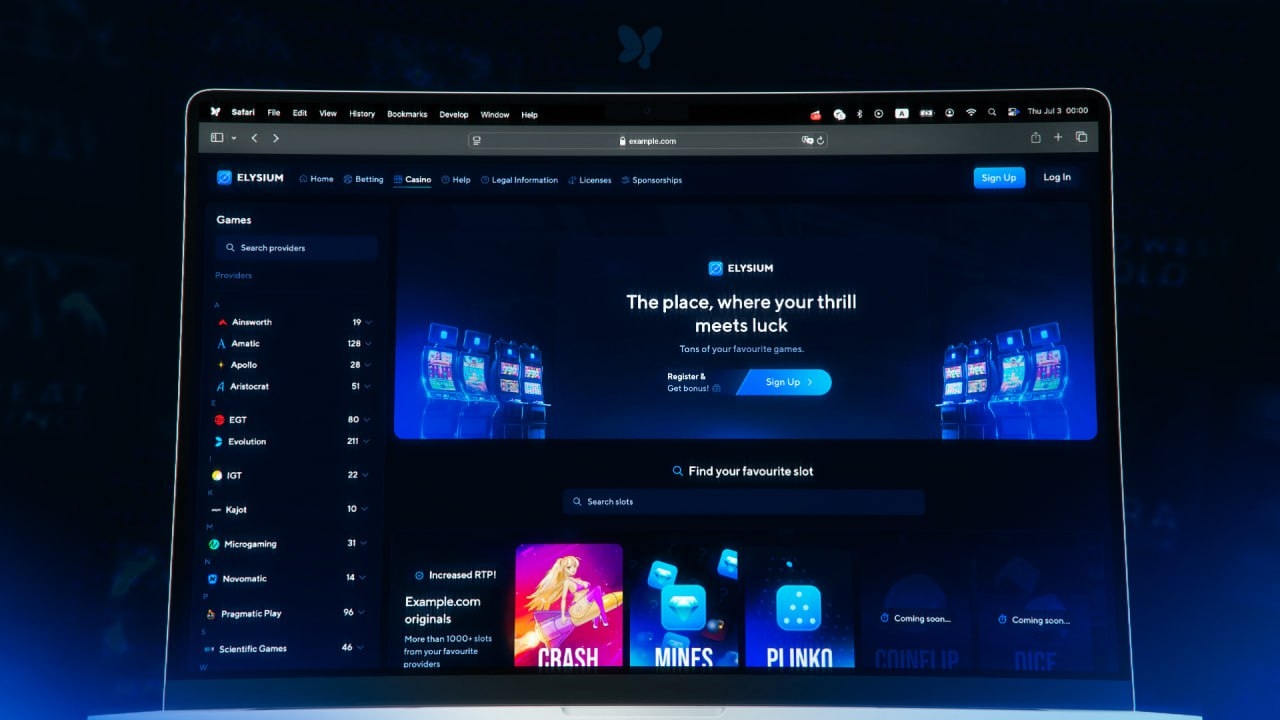 Safari File Edit View History Bookmarks Develop Window Help
A
Thu Jul 3 00:00
example.com
ELYSIUM
Home Betting Casino Help Legal Information Licenses Sponsorships
Sign Up Log In
Games
Search providers
Providers
A
Ainsworth 19
Amatic 128
Apollo 28
Aristocrat 51
E
EGT 80
Evolution 211
I
IGT 22
K
Kajot 10
M
Microgaming 31
N
Novomatic 14
P
Pragmatic Play 96
S
Scientific Games 46
W
ELYSIUM
The place, where your thrill
meets luck
Tons of your favourite games.
Register &
Get bonus!
Sign Up
Find your favourite slot
Search slots
Increased RTP!
Example.com
originals
More than 1000+ slots
from your favourite
providers
CRASH
MINES
PLINKO
Coming soon...
COINFLIP
Coming soon...
DICE